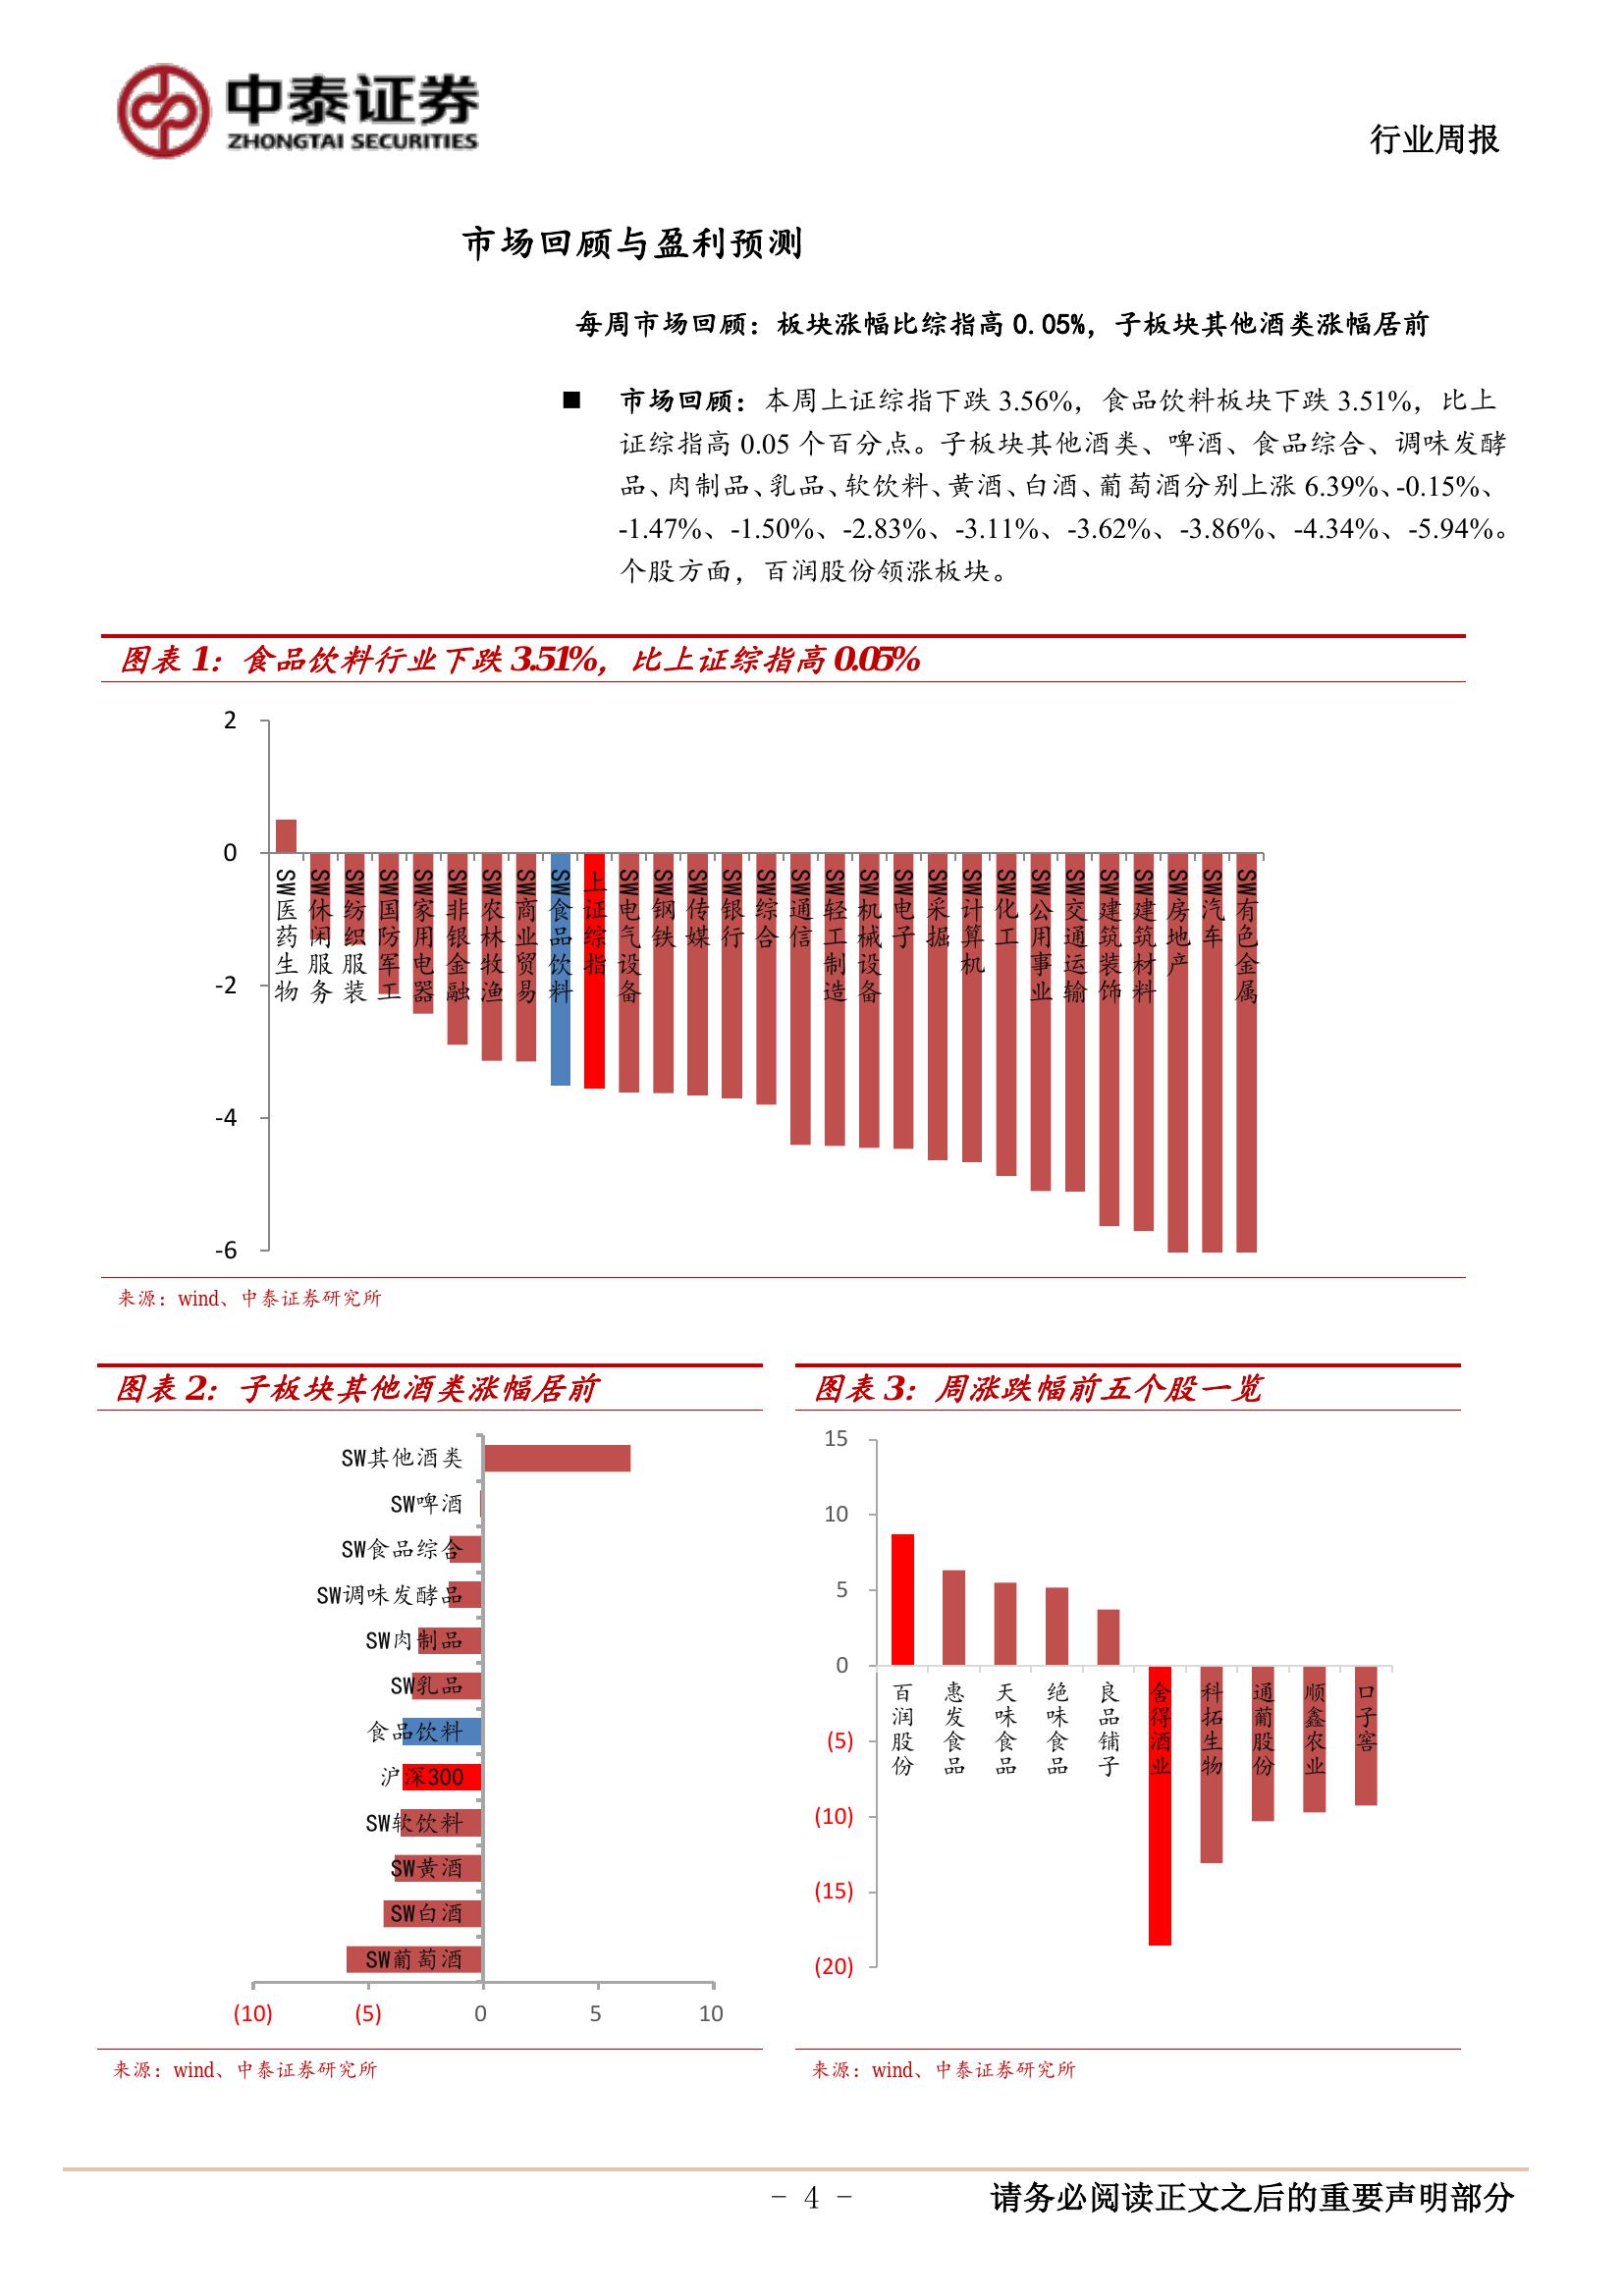 中泰证券
ZHONGTAI SECURITIES
行业周报
市场回顾与盈利预测
每周市场回顾：板块涨幅比综指高 0.05%，子板块其他酒类涨幅居前
■ 市场回顾：本周上证综指下跌 3.56%，食品饮料板块下跌 3.51%，比上
证综指高 0.05 个百分点。子板块其他酒类、啤酒、食品综合、调味发酵
品、肉制品、乳品、软饮料、黄酒、白酒、葡萄酒分别上涨 6.39%、-0.15%、
-1.47%、-1.50%、-2.83%、-3.11%、-3.62%、-3.86%、-4.34%、-5.94%。
个股方面，百润股份领涨板块。
图表 1：食品饮料行业下跌 3.51%，比上证综指高 0.05%
2
0
-2
-4
-6
SW医药生物
SW休闲服务
SW纺织服装
SW国防军工
SW家用电器
SW非银金融
SW农林牧渔
SW商业贸易
SW食品饮料
上证综指
SW电气设备
SW钢铁
SW传媒
SW银行
SW综合
SW通信
SW轻工制造
SW机械设备
SW电子
SW采掘
SW计算机
SW化工
SW公用事业
SW交通运输
SW建筑装饰
SW建筑材料
SW房地产
SW汽车
SW有色金属
来源：wind、中泰证券研究所
图表 2：子板块其他酒类涨幅居前
SW其他酒类
SW啤酒
SW食品综合
SW调味发酵品
SW肉制品
SW乳品
食品饮料
沪深300
SW软饮料
SW黄酒
SW白酒
SW葡萄酒
(10) (5) 0 5 10
来源：wind、中泰证券研究所
图表 3：周涨跌幅前五个股一览
15
10
5
0
(5)
(10)
(15)
(20)
百润股份
惠发食品
天味食品
绝味食品
良品铺子
舍得酒业
科拓生物
通葡股份
顺鑫农业
口子窖
来源：wind、中泰证券研究所
- 4 -
请务必阅读正文之后的重要声明部分